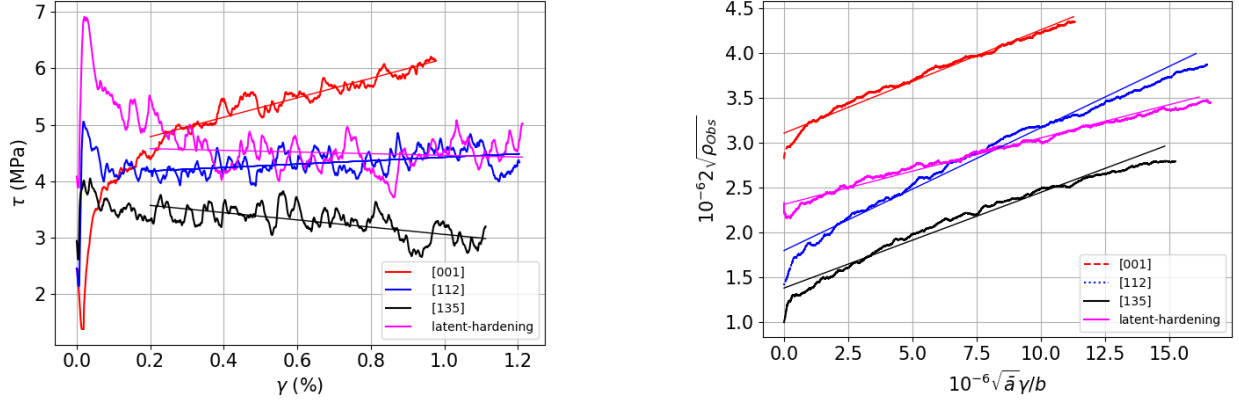 τ (MPa)
7
6
5
4
3
2
0.0 0.2 0.4 0.6 0.8 1.0 1.2
γ (%)
[001]
[112]
[135]
latent-hardening
10⁻⁶2√ρ_Obs
4.5
4.0
3.5
3.0
2.5
2.0
1.5
1.0
0.0 2.5 5.0 7.5 10.0 12.5 15.0
10⁻⁶√ā γ/b
[001]
[112]
[135]
latent-hardening